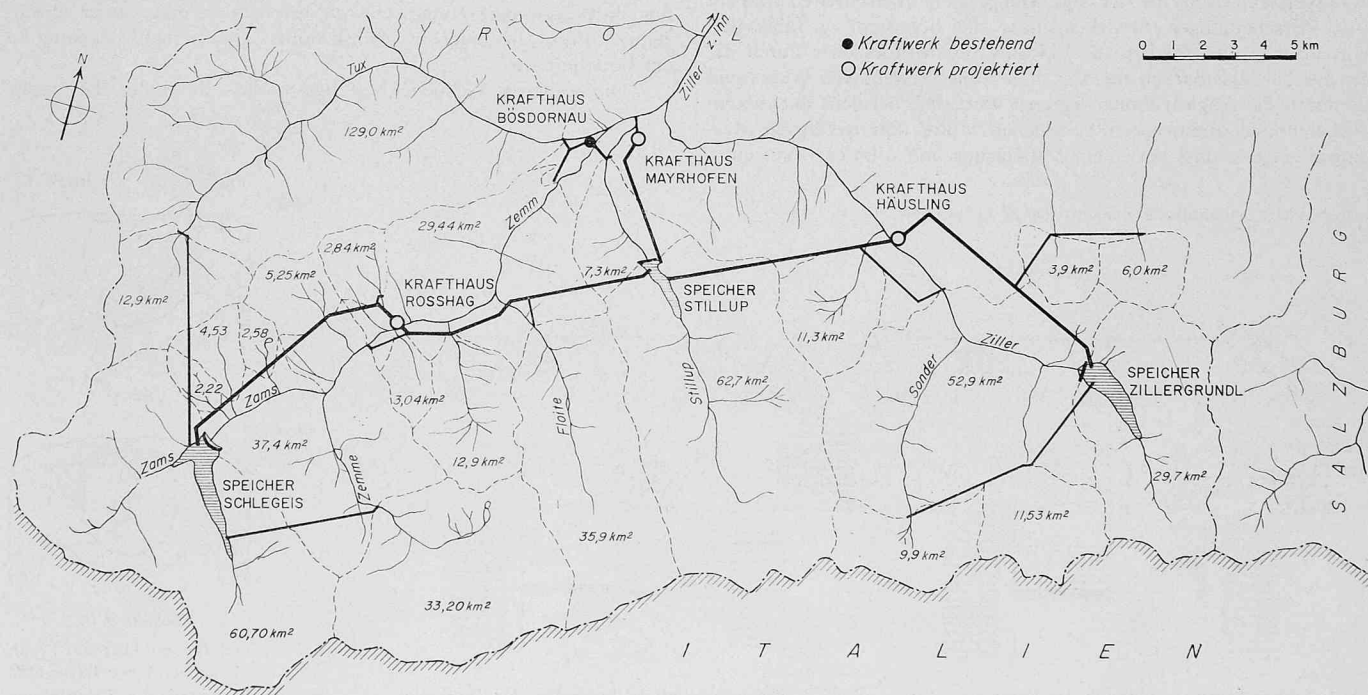 T I R O L
z. Inn
Kraftwerk bestehend
Kraftwerk projektiert
0 1 2 3 4 5 km
N
Tux
Ziller
KRAFTHAUS
BÖSDORNAU
129,0 km²
KRAFTHAUS
MAYRHOFEN
KRAFTHAUS
HÄUSLING
Zemm
29,44 km²
2,84 km²
5,25 km²
KRAFTHAUS
ROSSHAG
7,3 km²
SPEICHER
STILLUP
3,9 km²
6,0 km²
12,9 km²
4,53
2,58
2,22
11,3 km²
Ziller
SPEICHER
ZILLERGRÜNDL
Zams
3,04 km²
Floite
Stillup
62,7 km²
Sonder
52,9 km²
37,4 km²
Zams
12,9 km²
Zemme
SPEICHER
SCHLEGEIS
29,7 km²
11,53 km²
35,9 km²
9,9 km²
33,20 km²
60,70 km²
I T A L I E N
S A L Z B U R G